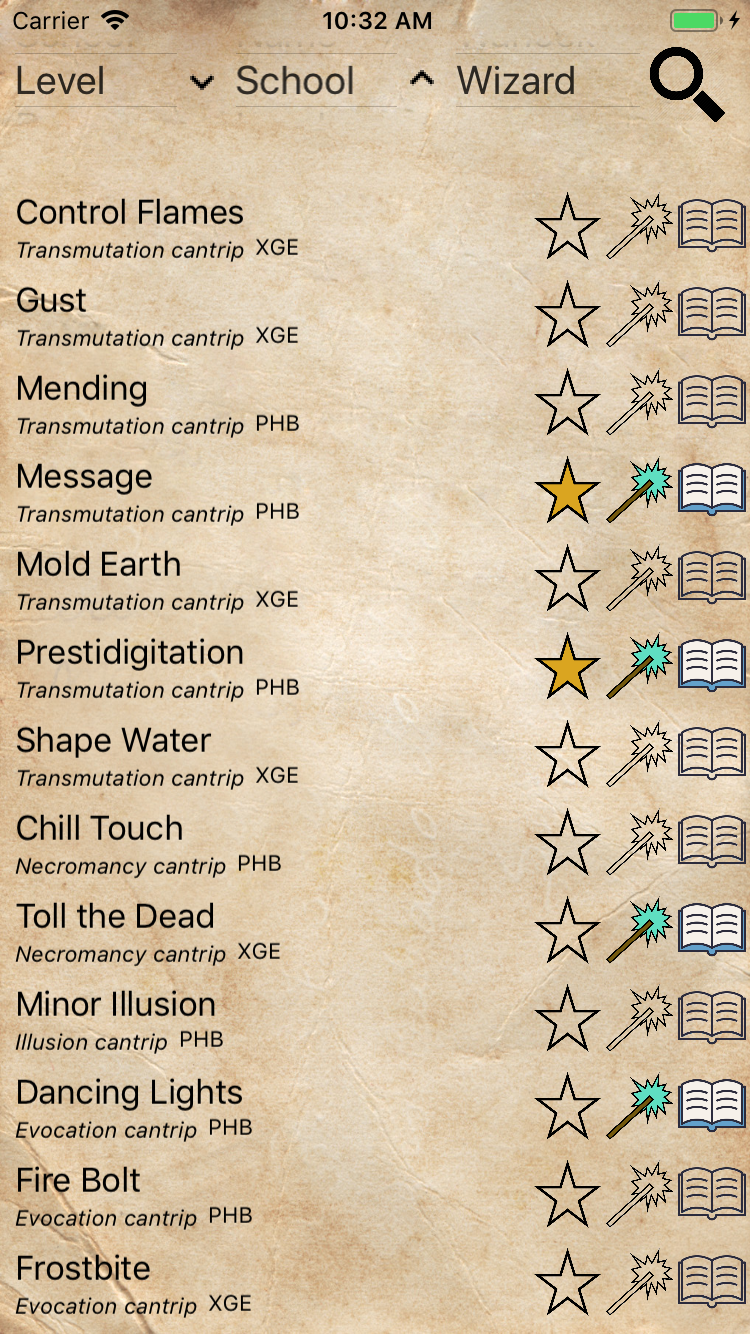 Carrier 10:32 AM
Level School Wizard
Control Flames
Transmutation cantrip XGE
Gust
Transmutation cantrip XGE
Mending
Transmutation cantrip PHB
Message
Transmutation cantrip PHB
Mold Earth
Transmutation cantrip XGE
Prestidigitation
Transmutation cantrip PHB
Shape Water
Transmutation cantrip XGE
Chill Touch
Necromancy cantrip PHB
Toll the Dead
Necromancy cantrip XGE
Minor Illusion
Illusion cantrip PHB
Dancing Lights
Evocation cantrip PHB
Fire Bolt
Evocation cantrip PHB
Frostbite
Evocation cantrip XGE